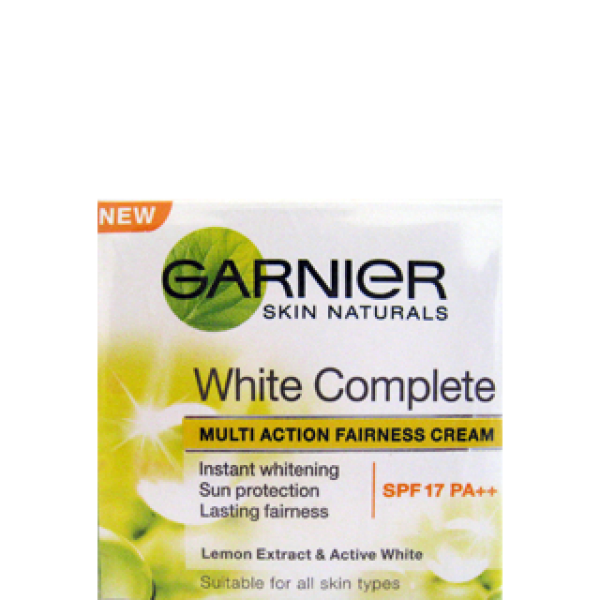 NEW
GARNIER
SKIN NATURALS
White Complete
MULTI ACTION FAIRNESS CREAM
Instant whitening
Sun protection
Lasting fairness
SPF 17 PA++
Lemon Extract & Active White
Suitable for all skin types